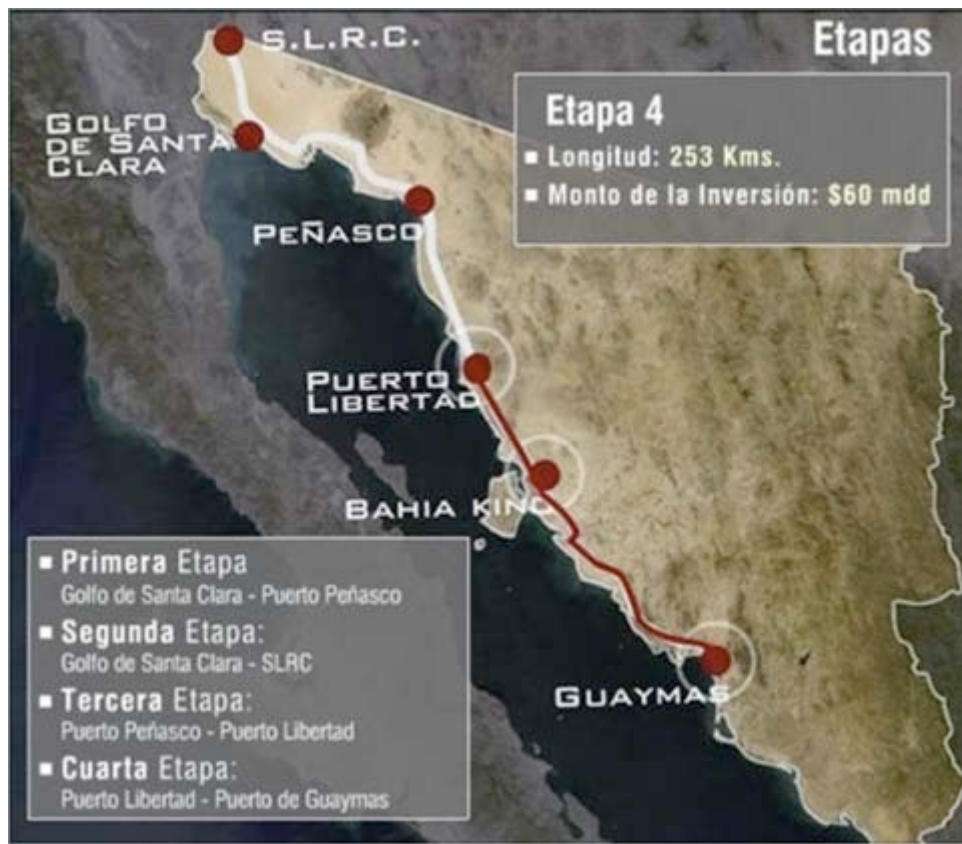 Etapas
S.L.R.C.
Etapa 4
▪ Longitud: 253 Kms.
▪ Monto de la Inversión: $60 mdd
GOLFO
DE SANTA
CLARA
PEÑASCO
PUERTO
LIBERTAD
BAHIA KINO
GUAYMAS
▪ Primera Etapa
Golfo de Santa Clara - Puerto Peñasco
▪ Segunda Etapa:
Golfo de Santa Clara - SLRC
▪ Tercera Etapa:
Puerto Peñasco - Puerto Libertad
▪ Cuarta Etapa:
Puerto Libertad - Puerto de Guaymas